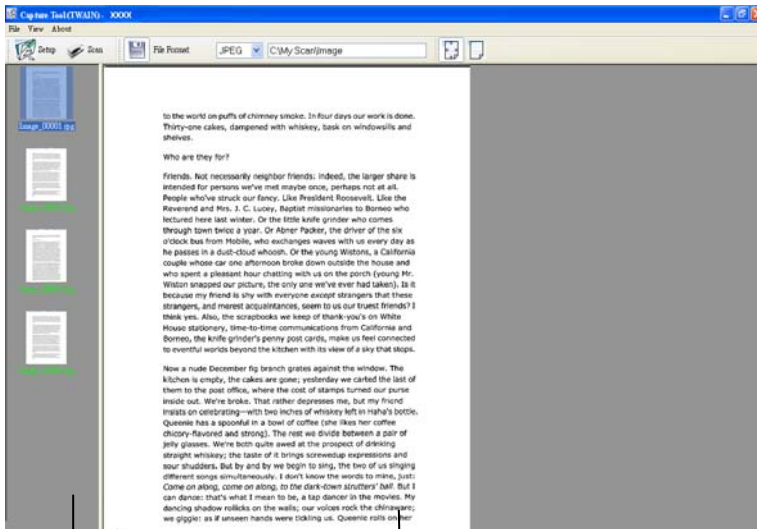 Capture Tool(TWAIN)- XXXX
File View About
Setup Scan File Format JPEG C:\My Scan\Image
Image_00001.jpg
to the world on puffs of chimney smoke. In four days our work is done.
Thirty-one cakes, dampened with whiskey, bask on windowsills and
shelves.
Who are they for?
Friends. Not necessarily neighbor friends: indeed, the larger share is
intended for persons we've met maybe once, perhaps not at all.
People who've struck our fancy. Like President Roosevelt. Like the
Reverend and Mrs. J. C. Lucey, Baptist missionaries to Borneo who
lectured here last winter. Or the little knife grinder who comes
through town twice a year. Or Abner Packer, the driver of the six
o'clock bus from Mobile, who exchanges waves with us every day as
he passes in a dust-cloud whoosh. Or the young Wistons, a California
couple whose car one afternoon broke down outside the house and
who spent a pleasant hour chatting with us on the porch (young Mr.
Wiston snapped our picture, the only one we've ever had taken). Is it
because my friend is shy with everyone except strangers that these
strangers, and merest acquaintances, seem to us our truest friends? I
think yes. Also, the scrapbooks we keep of thank-you's on White
House stationery, time-to-time communications from California and
Borneo, the knife grinder's penny post cards, make us feel connected
to eventful worlds beyond the kitchen with its view of a sky that stops.
Now a nude December fig branch grates against the window. The
kitchen is empty, the cakes are gone; yesterday we carted the last of
them to the post office, where the cost of stamps turned our purse
inside out. We're broke. That rather depresses me, but my friend
insists on celebrating—with two inches of whiskey left in Haha's bottle.
Queenie has a spoonful in a bowl of coffee (she likes her coffee
chicory-flavored and strong). The rest we divide between a pair of
jelly glasses. We're both quite awed at the prospect of drinking
straight whiskey; the taste of it brings screwedup expressions and
sour shudders. But by and by we begin to sing, the two of us singing
different songs simultaneously. I don't know the words to mine, just:
Come on along, come on along, to the dark-town strutters' ball. But I
can dance: that's what I mean to be, a tap dancer in the movies. My
dancing shadow rollicks on the walls; our voices rock the chinaware;
we giggle: as if unseen hands were tickling us. Queenie rolls on her